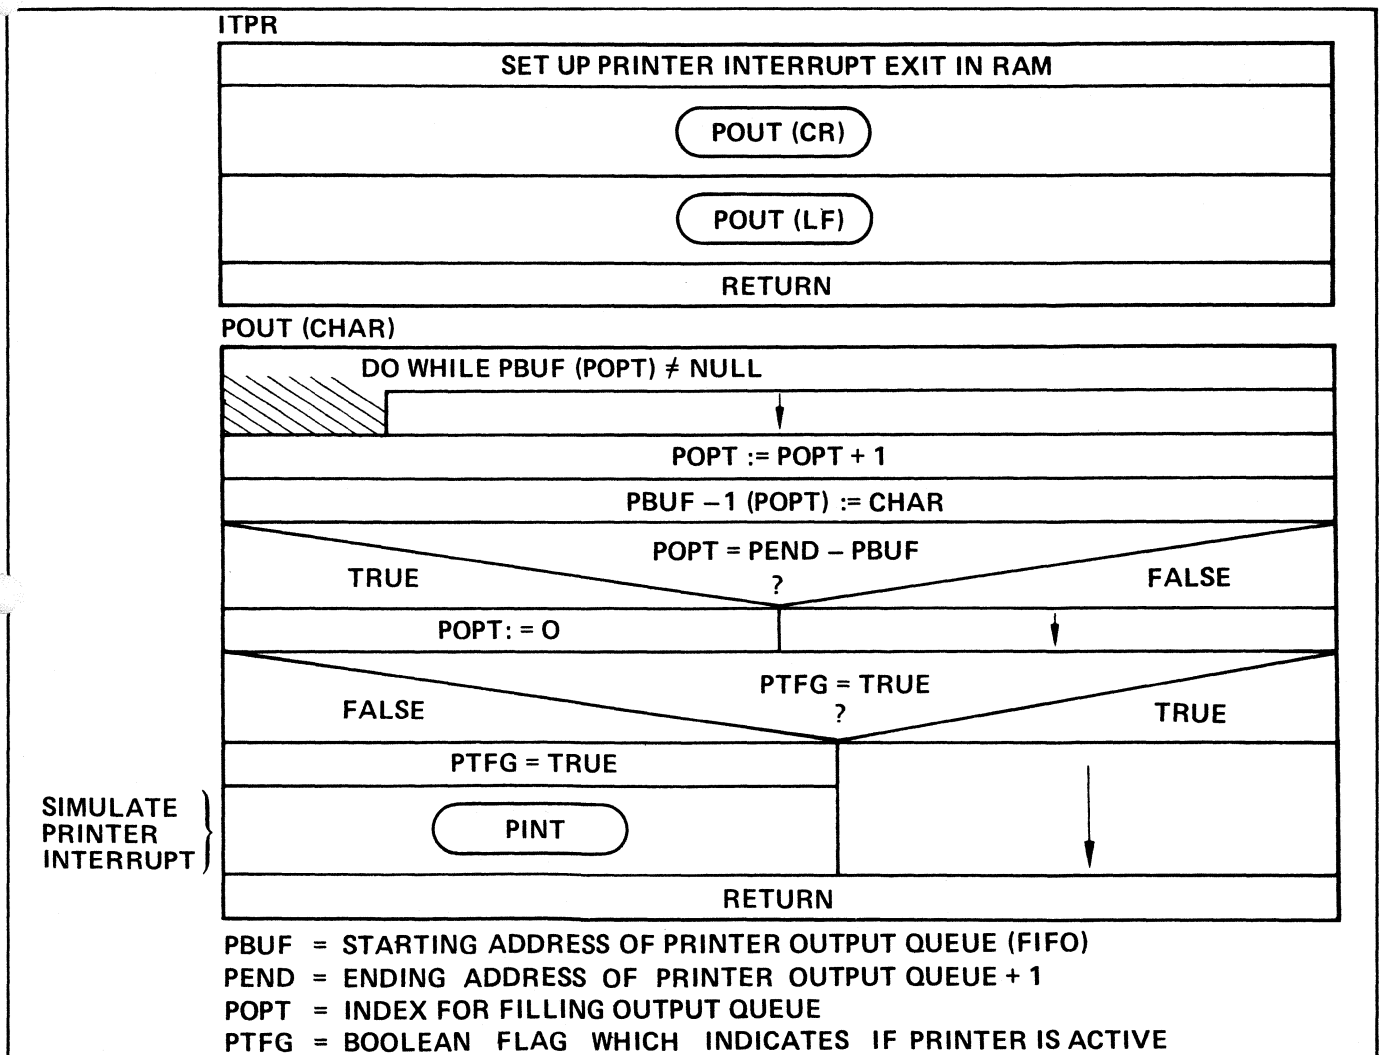 ITPR
SET UP PRINTER INTERRUPT EXIT IN RAM
POUT (CR)
POUT (LF)
RETURN
POUT (CHAR)
DO WHILE PBUF (POPT) ≠ NULL
POPT := POPT + 1
PBUF −1 (POPT) := CHAR
POPT = PEND − PBUF
?
TRUE
FALSE
POPT: = O
PTFG = TRUE
?
FALSE
TRUE
PTFG = TRUE
SIMULATE
PRINTER
INTERRUPT
PINT
RETURN
PBUF = STARTING ADDRESS OF PRINTER OUTPUT QUEUE (FIFO)
PEND = ENDING ADDRESS OF PRINTER OUTPUT QUEUE + 1
POPT = INDEX FOR FILLING OUTPUT QUEUE
PTFG = BOOLEAN FLAG WHICH INDICATES IF PRINTER IS ACTIVE